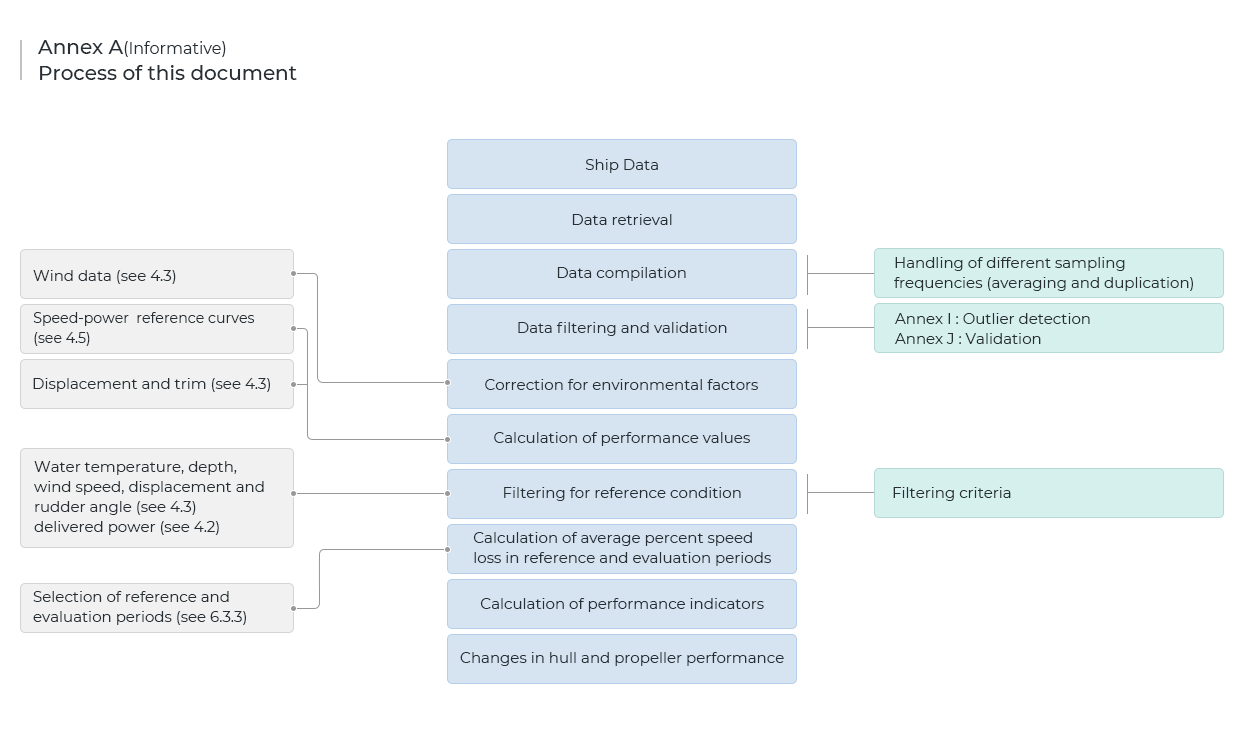 Annex A(Informative)
Process of this document
Ship Data
Data retrieval
Data compilation
Data filtering and validation
Correction for environmental factors
Calculation of performance values
Filtering for reference condition
Calculation of average percent speed
loss in reference and evaluation periods
Calculation of performance indicators
Changes in hull and propeller performance
Wind data (see 4.3)
Speed-power  reference curves
(see 4.5)
Displacement and trim (see 4.3)
Water temperature, depth,
wind speed, displacement and
rudder angle (see 4.3)
delivered power (see 4.2)
Selection of reference and
evaluation periods (see 6.3.3)
Handling of different sampling
frequencies (averaging and duplication)
Annex I : Outlier detection
Annex J : Validation
Filtering criteria